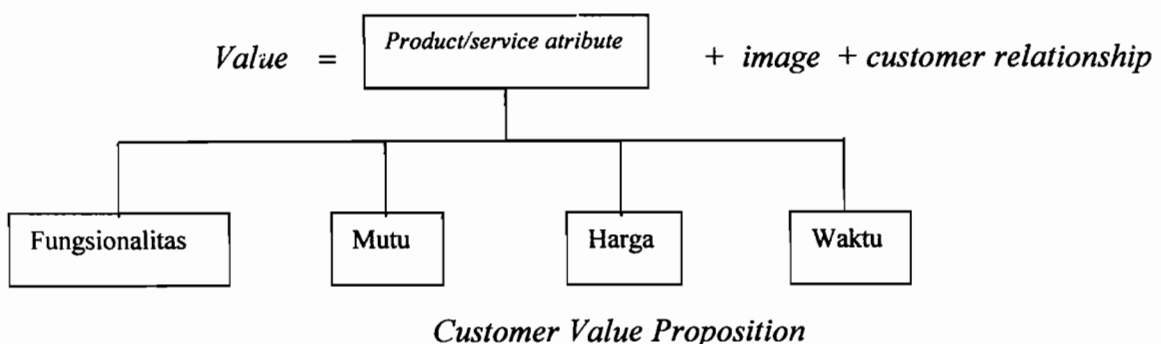 Value = Product/service atribute + image + customer relationship
Fungsionalitas Mutu Harga Waktu
Customer Value Proposition